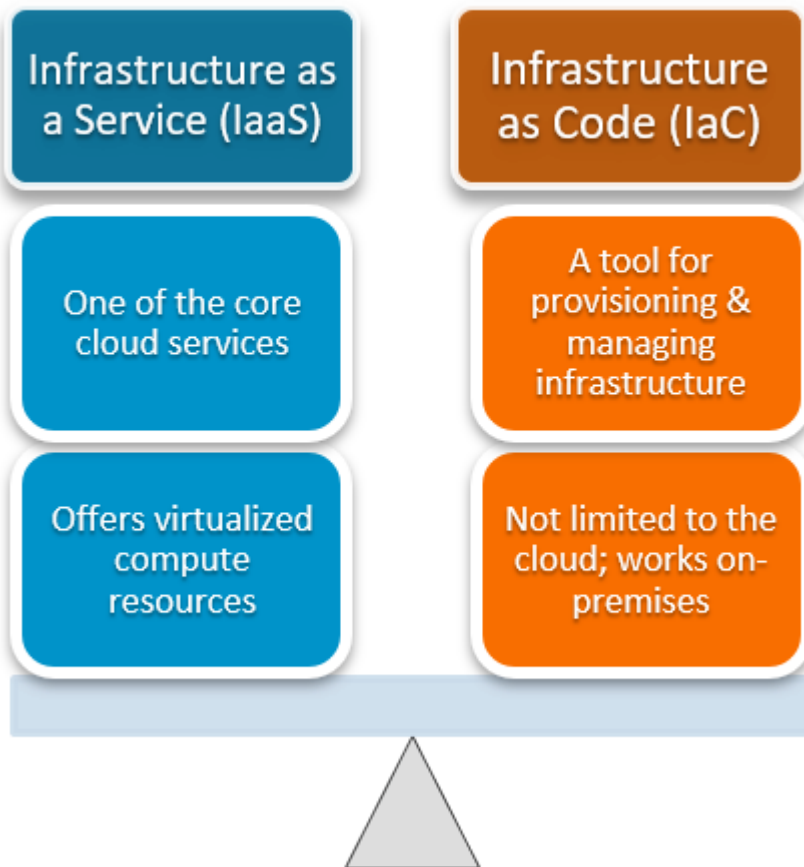 Infrastructure as
a Service (IaaS)
Infrastructure
as Code (IaC)
One of the core
cloud services
A tool for
provisioning &
managing
infrastructure
Offers virtualized
compute
resources
Not limited to the
cloud; works on-
premises